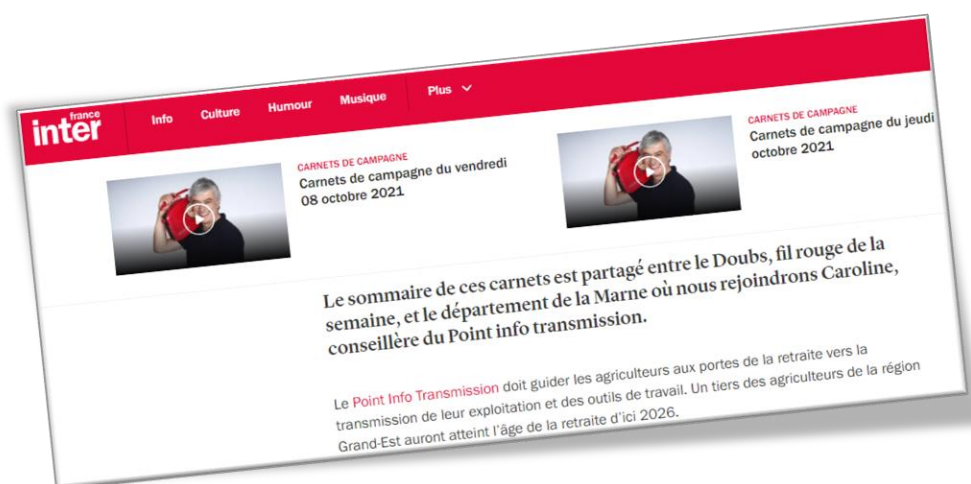 france
inter
Info Culture Humour Musique Plus
CARNETS DE CAMPAGNE
Carnets de campagne du vendredi
08 octobre 2021
CARNETS DE CAMPAGNE
Carnets de campagne du jeudi
octobre 2021
Le sommaire de ces carnets est partagé entre le Doubs, fil rouge de la
semaine, et le département de la Marne où nous rejoindrons Caroline,
conseillère du Point info transmission.
Le Point Info Transmission doit guider les agriculteurs aux portes de la retraite vers la
transmission de leur exploitation et des outils de travail. Un tiers des agriculteurs de la région
Grand-Est auront atteint l'âge de la retraite d'ici 2026.